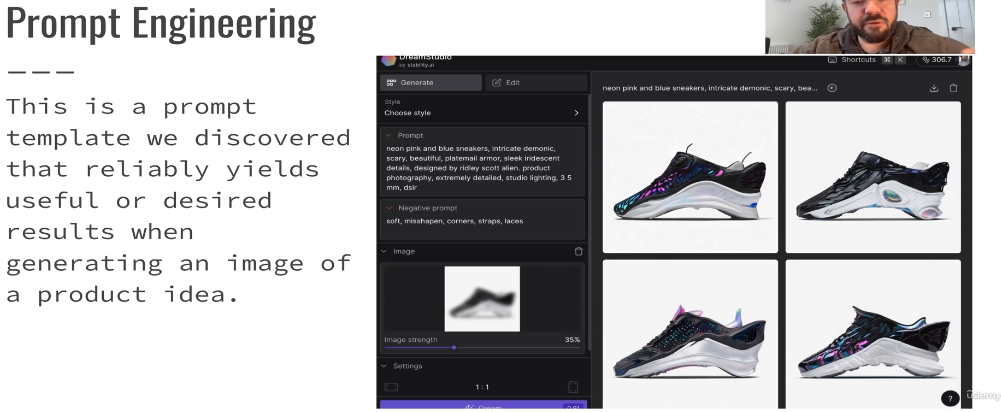 Prompt Engineering
This is a prompt
template we discovered
that reliably yields
useful or desired
results when
generating an image of
a product idea.
DreamStudio
by stability.ai
Shortcuts ⌘ K
306.7
Generate
Edit
Style
Choose style
Prompt
neon pink and blue sneakers, intricate demonic,
scary, beautiful, platemail armor, sleek iridescent
details, designed by ridley scott alien. product
photography, extremely detailed, studio lighting, 3 5
mm, dslr
Negative prompt
soft, misshapen, corners, straps, laces
Image
Image strength 35%
Settings
1 : 1
Dream
neon pink and blue sneakers, intricate demonic, scary, bea...
?
ûdemy